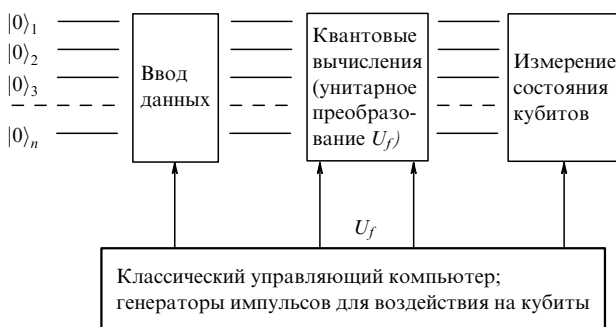 |0⟩₁
|0⟩₂
|0⟩₃
|0⟩ₙ
Ввод
данных
Квантовые
вычисления
(унитарное
преобразо-
вание U_f)
Измерение
состояния
кубитов
U_f
Классический управляющий компьютер;
генераторы импульсов для воздействия на кубиты